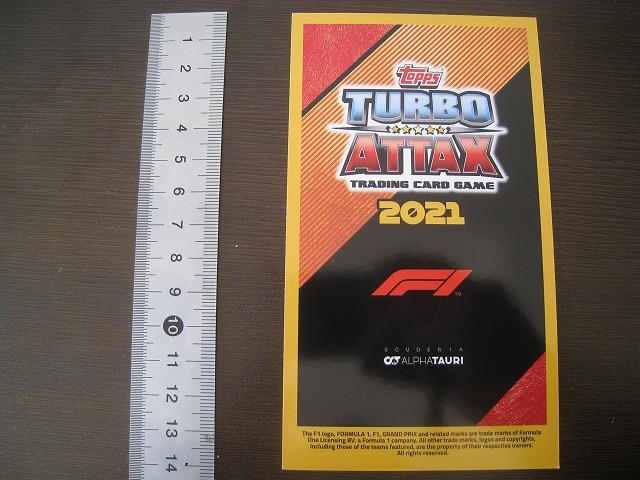 1
2
3
4
5
6
7
8
9
10
11
12
13
14
Topps
TURBO
ATTAX
TRADING CARD GAME
2021
F1
TM
SCUDERIA
ALPHATAURI
The F1 logo, FORMULA 1, F1, GRAND PRIX and related marks are trade marks of Formula
One Licensing BV, a Formula 1 company. All other trade marks, logos and copyrights,
including those of the teams featured, are the property of their respective owners.
All rights reserved.